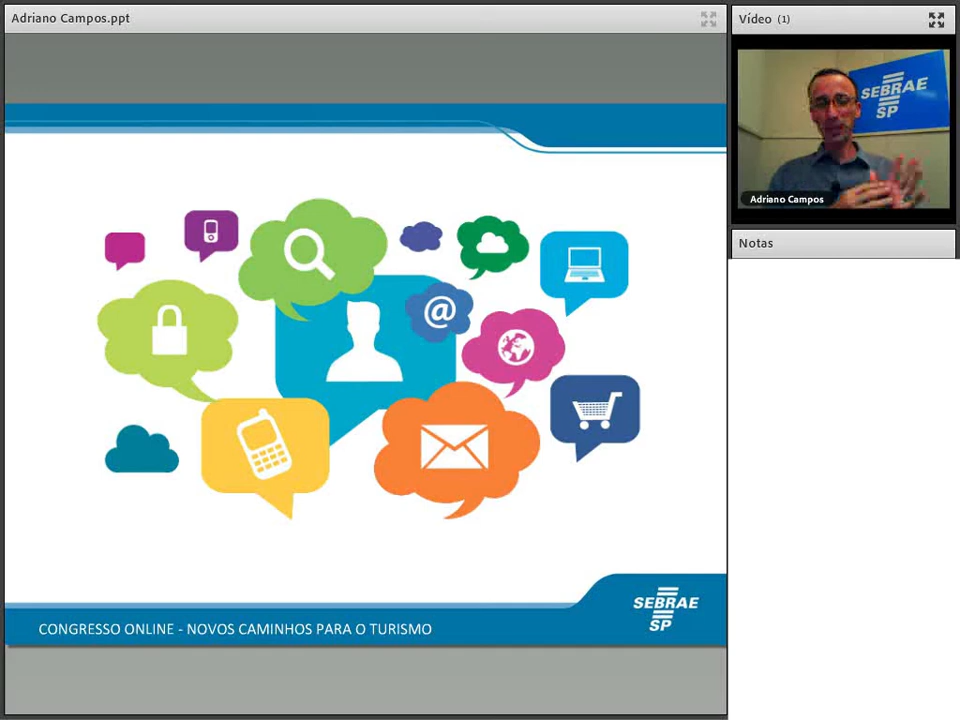 Adriano Campos.ppt
Vídeo (1)
SEBRAE
SP
Adriano Campos
Notas
@
CONGRESSO ONLINE - NOVOS CAMINHOS PARA O TURISMO
SEBRAE
SP